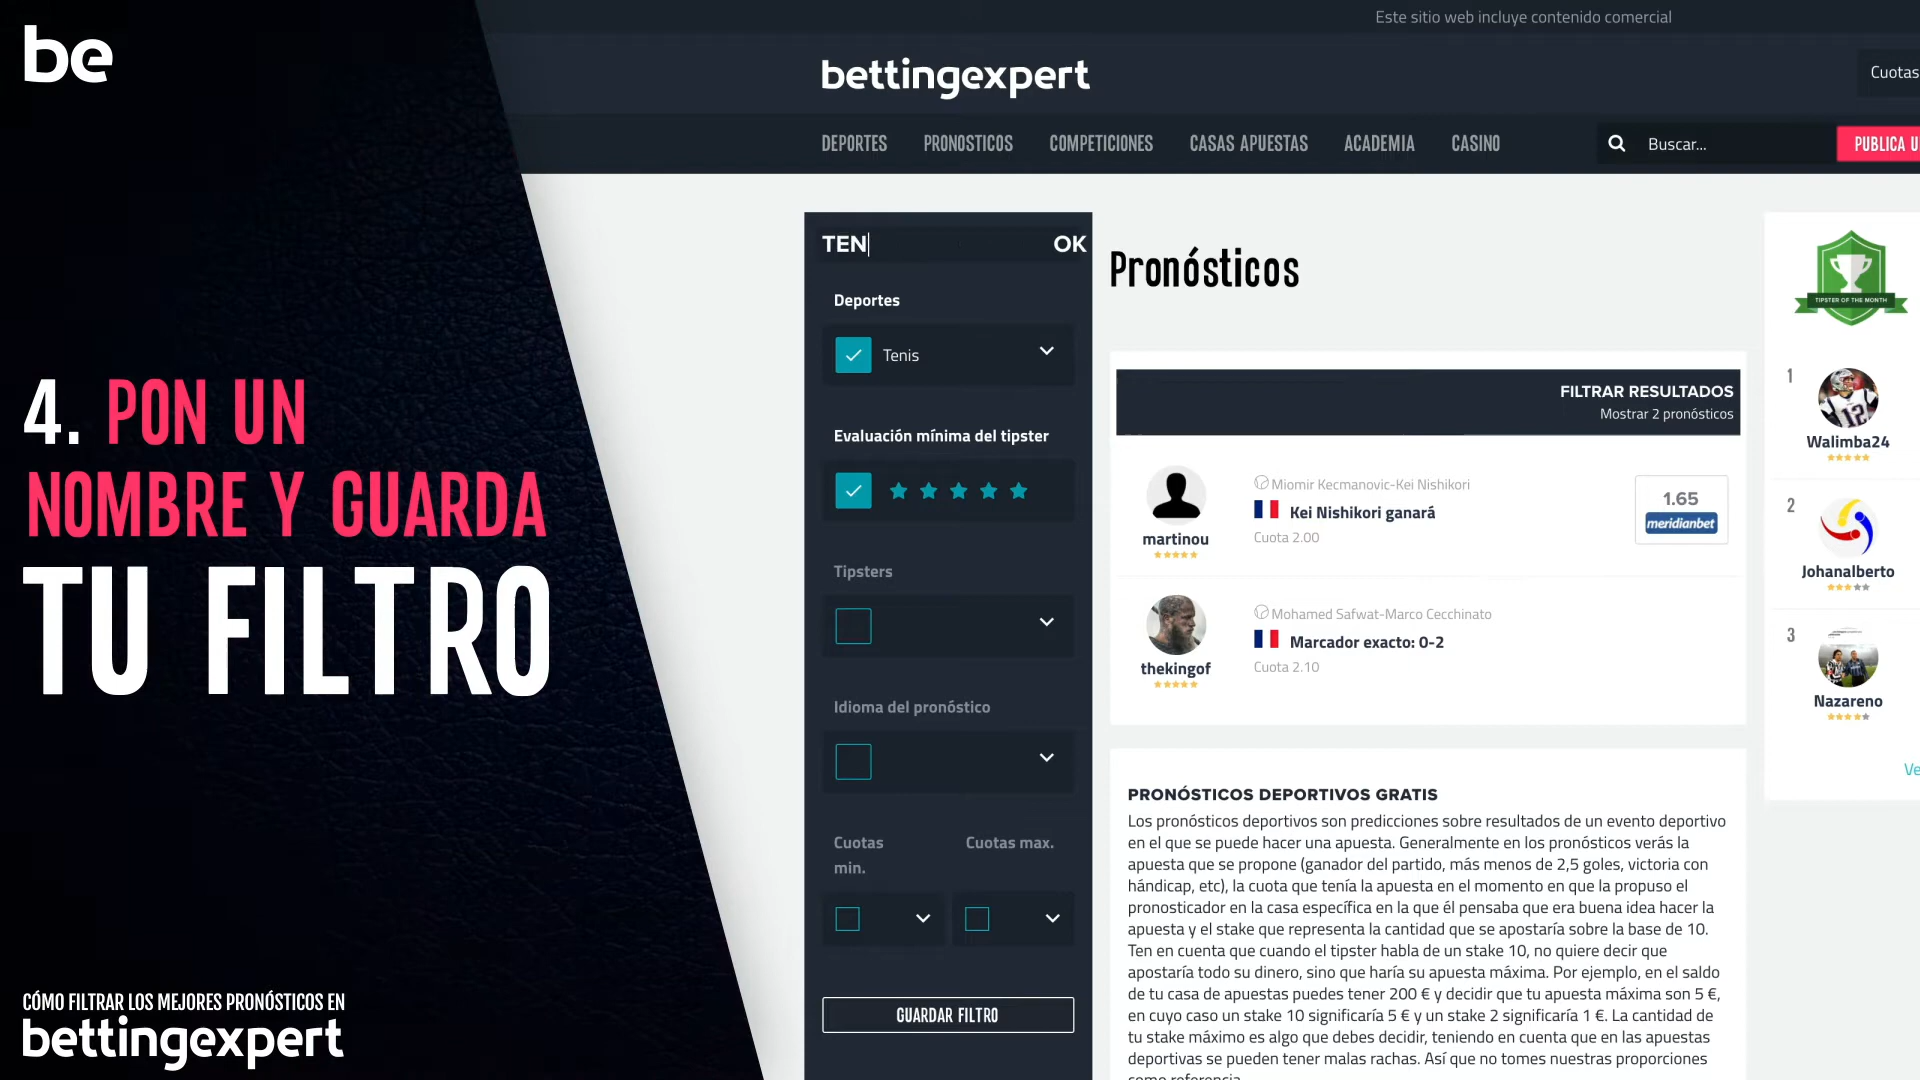 be
4. PON UN
NOMBRE Y GUARDA
TU FILTRO
CÓMO FILTRAR LOS MEJORES PRONÓSTICOS EN
bettingexpert
Este sitio web incluye contenido comercial
bettingexpert
Cuotas
DEPORTES PRONOSTICOS COMPETICIONES CASAS APUESTAS ACADEMIA CASINO
Buscar...
PUBLICA U
TEN OK
Deportes
Tenis
Evaluación mínima del tipster
Tipsters
Idioma del pronóstico
Cuotas min.
Cuotas max.
GUARDAR FILTRO
Pronósticos
FILTRAR RESULTADOS
Mostrar 2 pronósticos
martinou
Miomir Kecmanovic-Kei Nishikori
Kei Nishikori ganará
Cuota 2.00
1.65
meridianbet
thekingof
Mohamed Safwat-Marco Cecchinato
Marcador exacto: 0-2
Cuota 2.10
PRONÓSTICOS DEPORTIVOS GRATIS
Los pronósticos deportivos son predicciones sobre resultados de un evento deportivo
en el que se puede hacer una apuesta. Generalmente en los pronósticos verás la
apuesta que se propone (ganador del partido, más menos de 2,5 goles, victoria con
hándicap, etc), la cuota que tenía la apuesta en el momento en que la propuso el
pronosticador en la casa específica en la que él pensaba que era buena idea hacer la
apuesta y el stake que representa la cantidad que se apostaría sobre la base de 10.
Ten en cuenta que cuando el tipster habla de un stake 10, no quiere decir que
apostaría todo su dinero, sino que haría su apuesta máxima. Por ejemplo, en el saldo
de tu casa de apuestas puedes tener 200 € y decidir que tu apuesta máxima son 5 €,
en cuyo caso un stake 10 significaría 5 € y un stake 2 significaría 1 €. La cantidad de
tu stake máximo es algo que debes decidir, teniendo en cuenta que en las apuestas
deportivas se pueden tener malas rachas. Así que no tomes nuestras proporciones
como referencia.
TIPSTER OF THE MONTH
1
Walimba24
2
Johanalberto
3
Nazareno
Ve